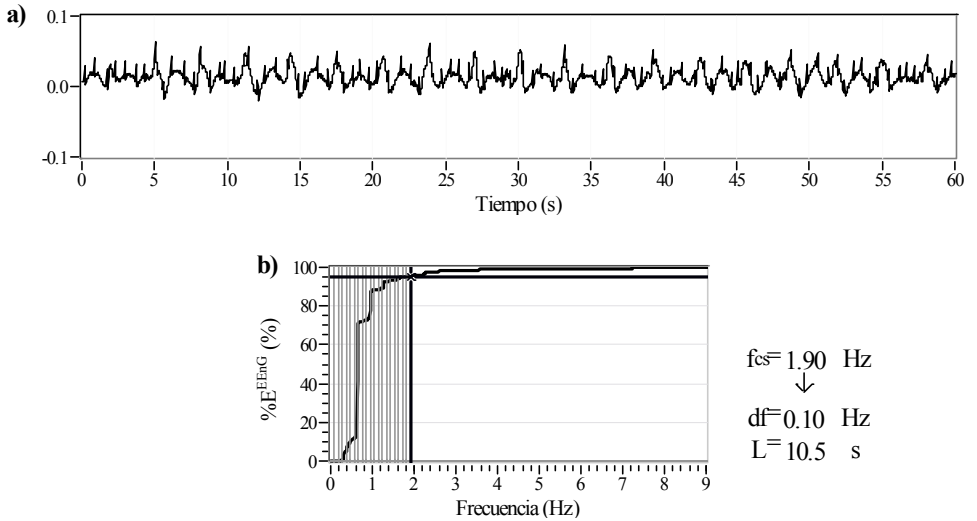 a)
0.1
0.0
-0.1
0 5 10 15 20 25 30 35 40 45 50 55 60
Tiempo (s)
b)
100
80
60
40
20
0
%E^EEnG (%)
0 1 2 3 4 5 6 7 8 9
Frecuencia (Hz)
fcs= 1.90 Hz
↓
df= 0.10 Hz
L= 10.5 s